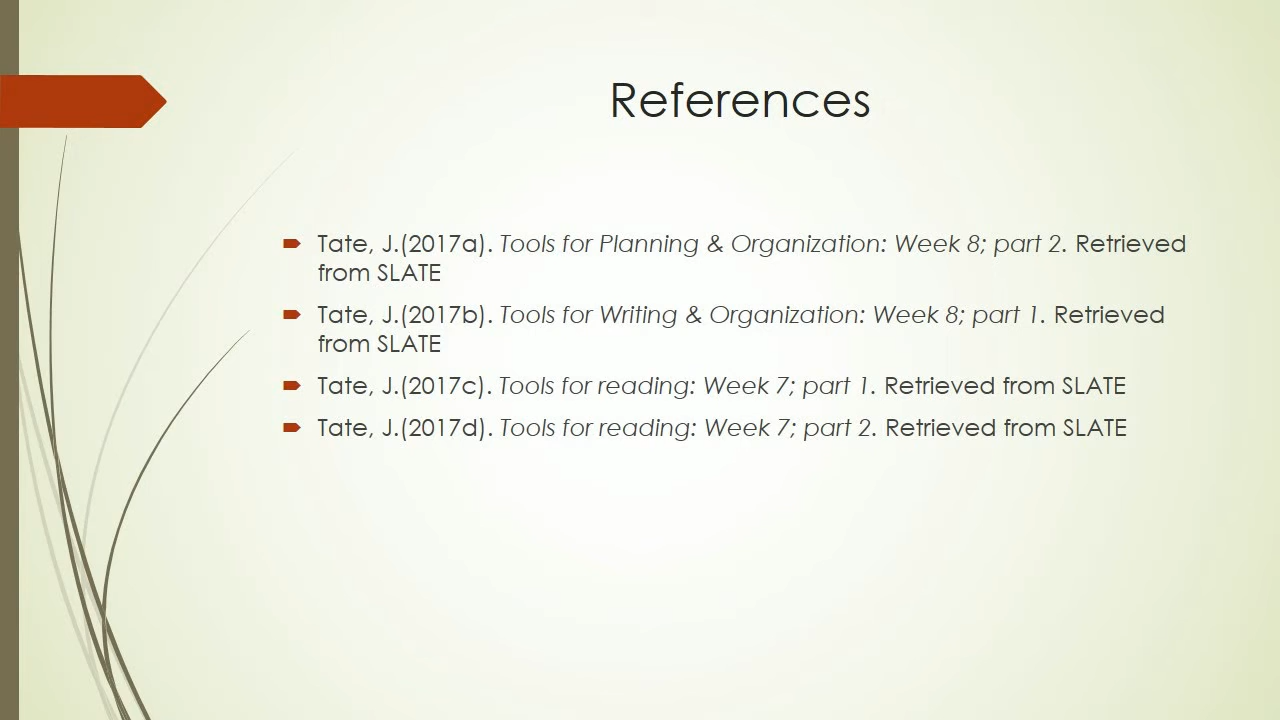 References
Tate, J.(2017a). Tools for Planning & Organization: Week 8; part 2. Retrieved
from SLATE
Tate, J.(2017b). Tools for Writing & Organization: Week 8; part 1. Retrieved
from SLATE
Tate, J.(2017c). Tools for reading: Week 7; part 1. Retrieved from SLATE
Tate, J.(2017d). Tools for reading: Week 7; part 2. Retrieved from SLATE